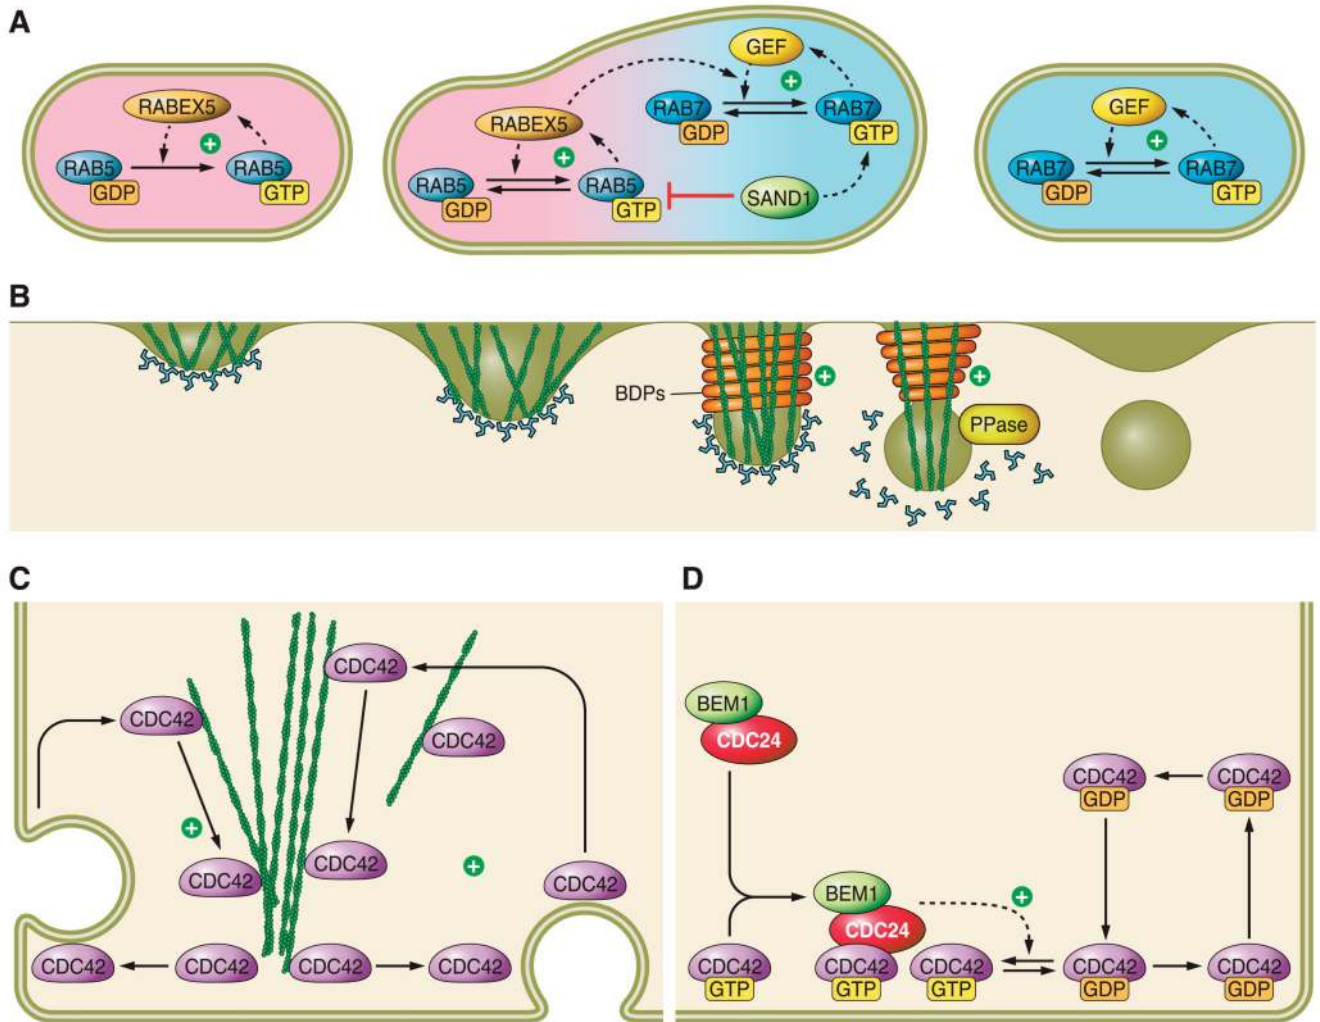 A
RABEX5
+
RAB5
GDP
RAB5
GTP
GEF
+
RAB7
GDP
RAB7
GTP
RABEX5
+
RAB5
GDP
RAB5
GTP
SAND1
GEF
+
RAB7
GDP
RAB7
GTP
B
BDPs
+
+
PPase
C
CDC42
CDC42
CDC42
+
CDC42
CDC42
+
CDC42
CDC42
CDC42
CDC42
CDC42
D
BEM1
CDC24
CDC42
GDP
CDC42
GDP
BEM1
+
CDC24
CDC42
GTP
CDC42
GTP
CDC42
GTP
CDC42
GDP
CDC42
GDP